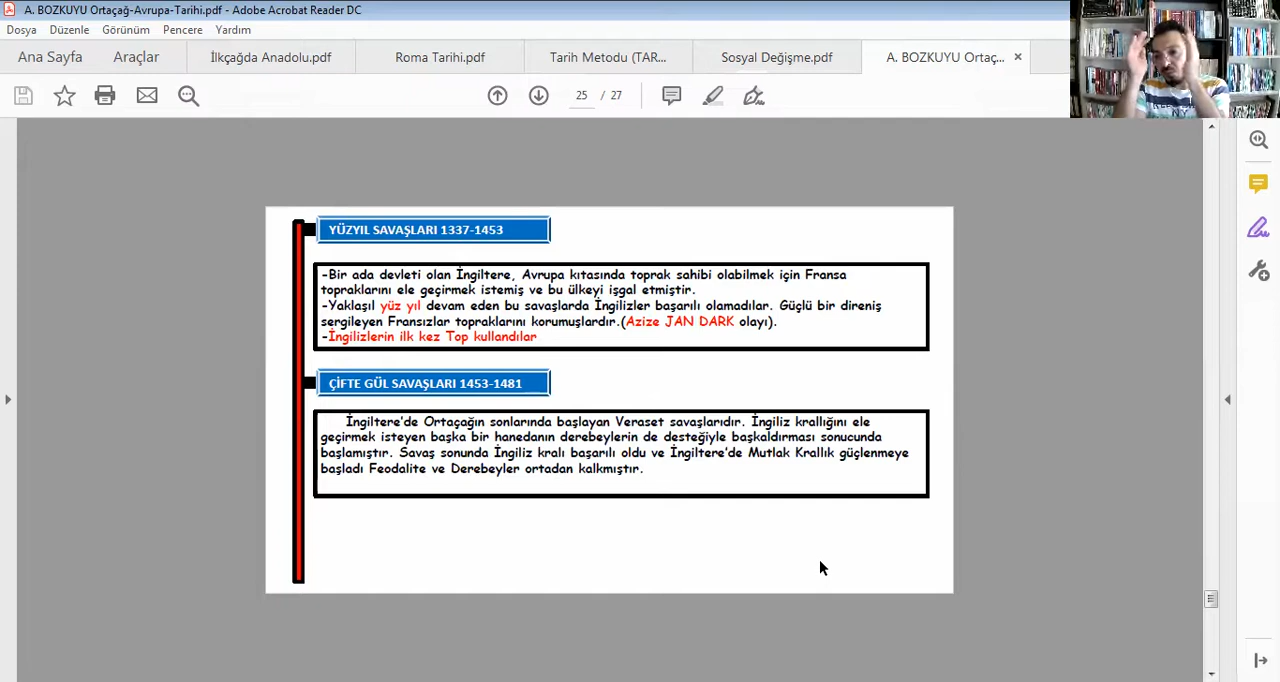 A. BOZKUYU Ortaçağ-Avrupa-Tarihi.pdf - Adobe Acrobat Reader DC
Dosya Düzenle Görünüm Pencere Yardım
Ana Sayfa Araçlar İlkçağda Anadolu.pdf Roma Tarihi.pdf Tarih Metodu (TAR... Sosyal Değişme.pdf A. BOZKUYU Ortaç... ×
25 / 27
YÜZYIL SAVAŞLARI 1337-1453
-Bir ada devleti olan İngiltere, Avrupa kıtasında toprak sahibi olabilmek için Fransa
topraklarını ele geçirmek istemiş ve bu ülkeyi işgal etmiştir.
-Yaklaşıl yüz yıl devam eden bu savaşlarda İngilizler başarılı olamadılar. Güçlü bir direniş
sergileyen Fransızlar topraklarını korumuşlardır.(Azize JAN DARK olayı).
-İngilizlerin ilk kez Top kullandılar
ÇİFTE GÜL SAVAŞLARI 1453-1481
İngiltere'de Ortaçağın sonlarında başlayan Veraset savaşlarıdır. İngiliz krallığını ele
geçirmek isteyen başka bir hanedanın derebeylerin de desteğiyle başkaldırması sonucunda
başlamıştır. Savaş sonunda İngiliz kralı başarılı oldu ve İngiltere'de Mutlak Krallık güçlenmeye
başladı Feodalite ve Derebeyler ortadan kalkmıştır.